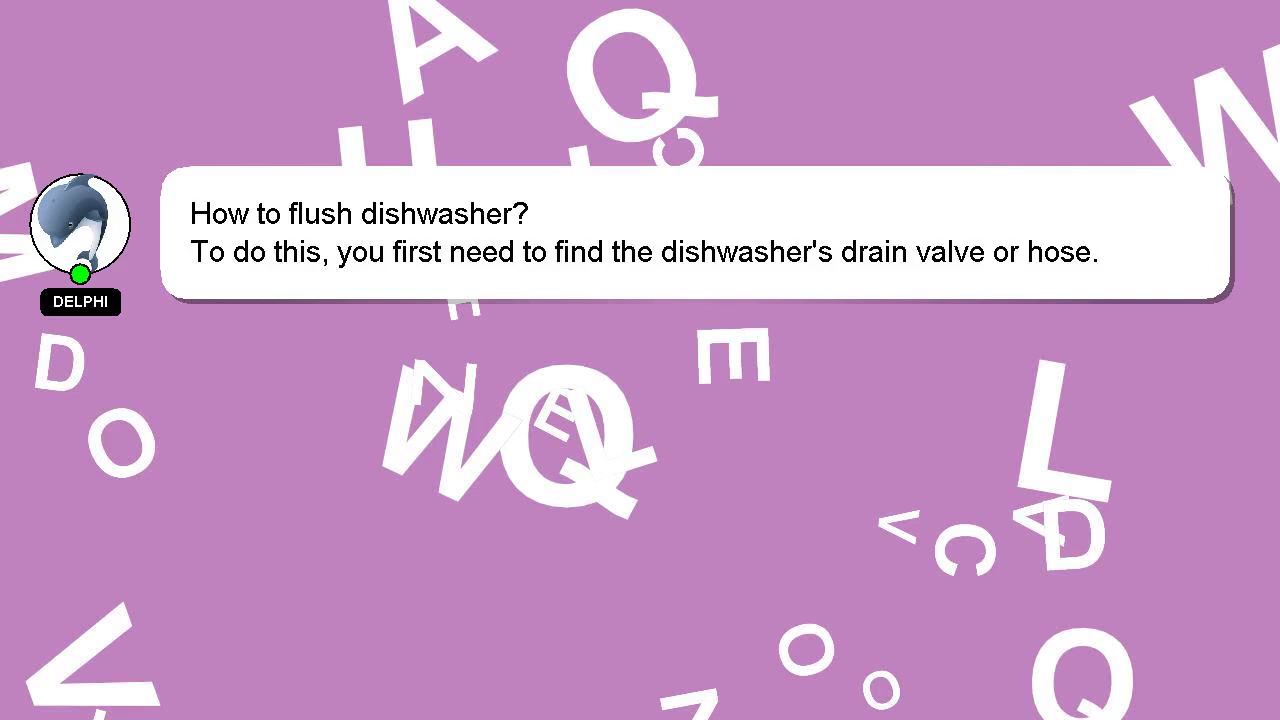 A
Q
W
How to flush dishwasher?
To do this, you first need to find the dishwasher's drain valve or hose.
DELPHI
D
E
O
W
Q
E
L
V
C
A
D
V
O
O
Q